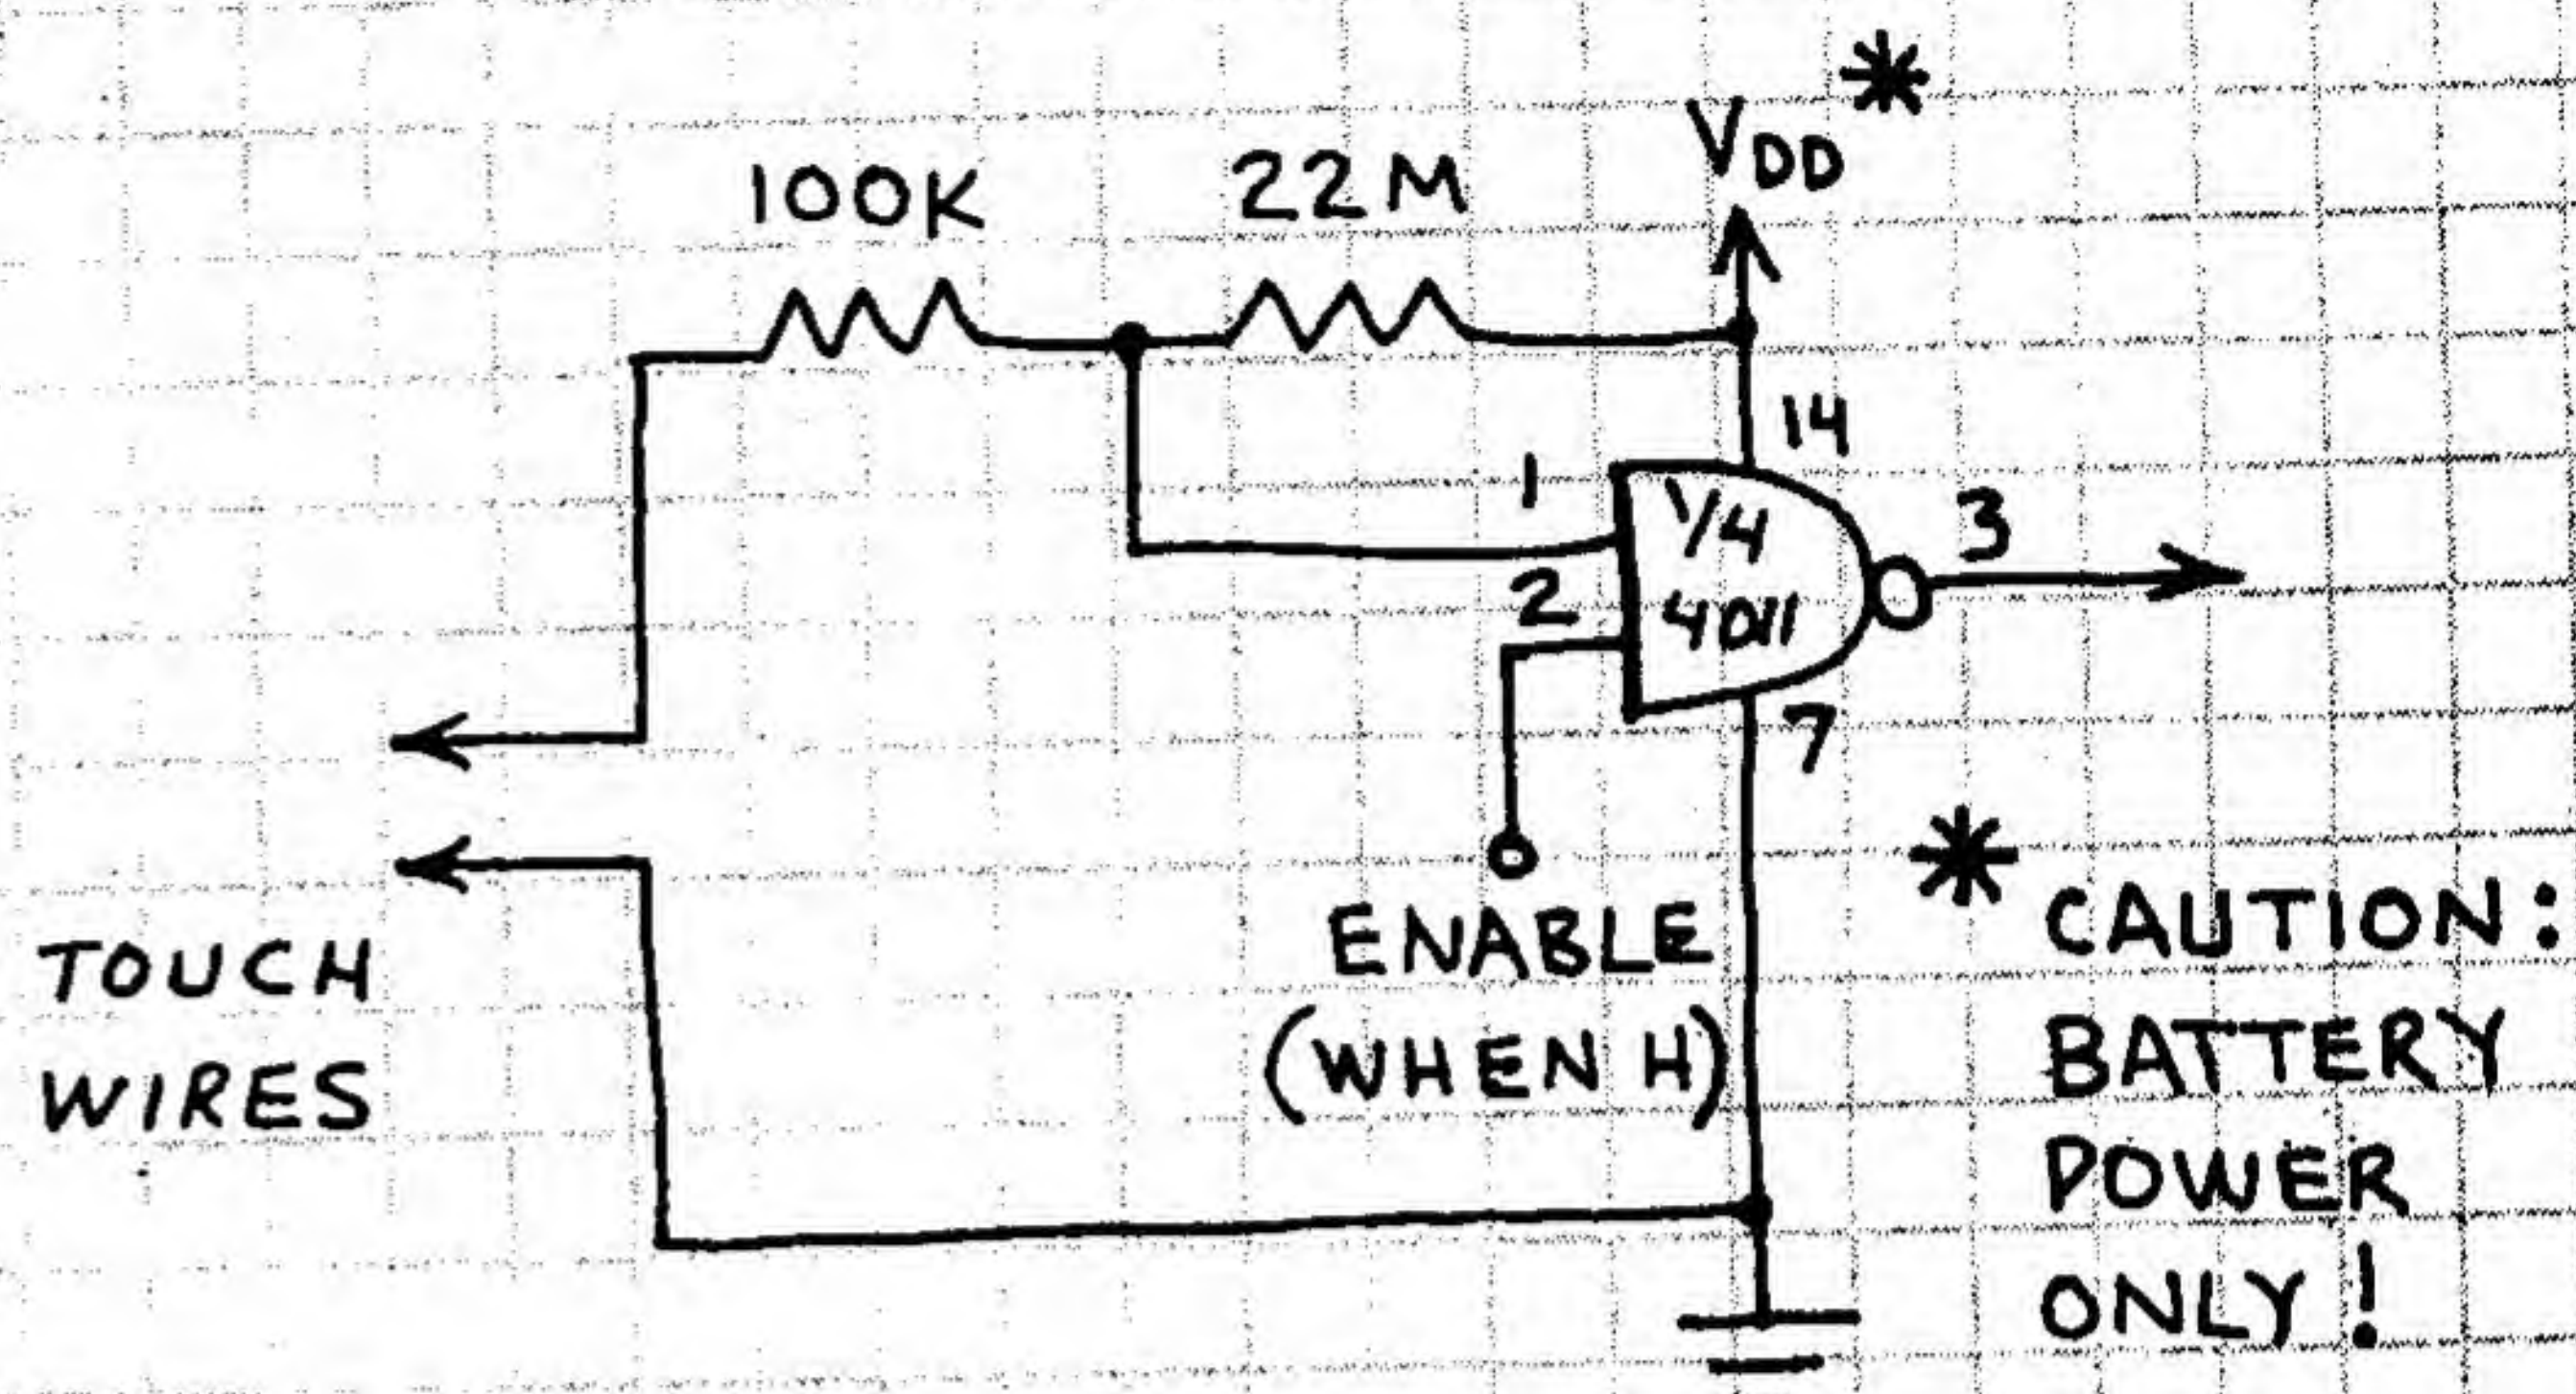 VDD*
100K
22M
14
1
1/4
4011
3
2
7
ENABLE
(WHEN H)
TOUCH
WIRES
* CAUTION:
BATTERY
POWER
ONLY!